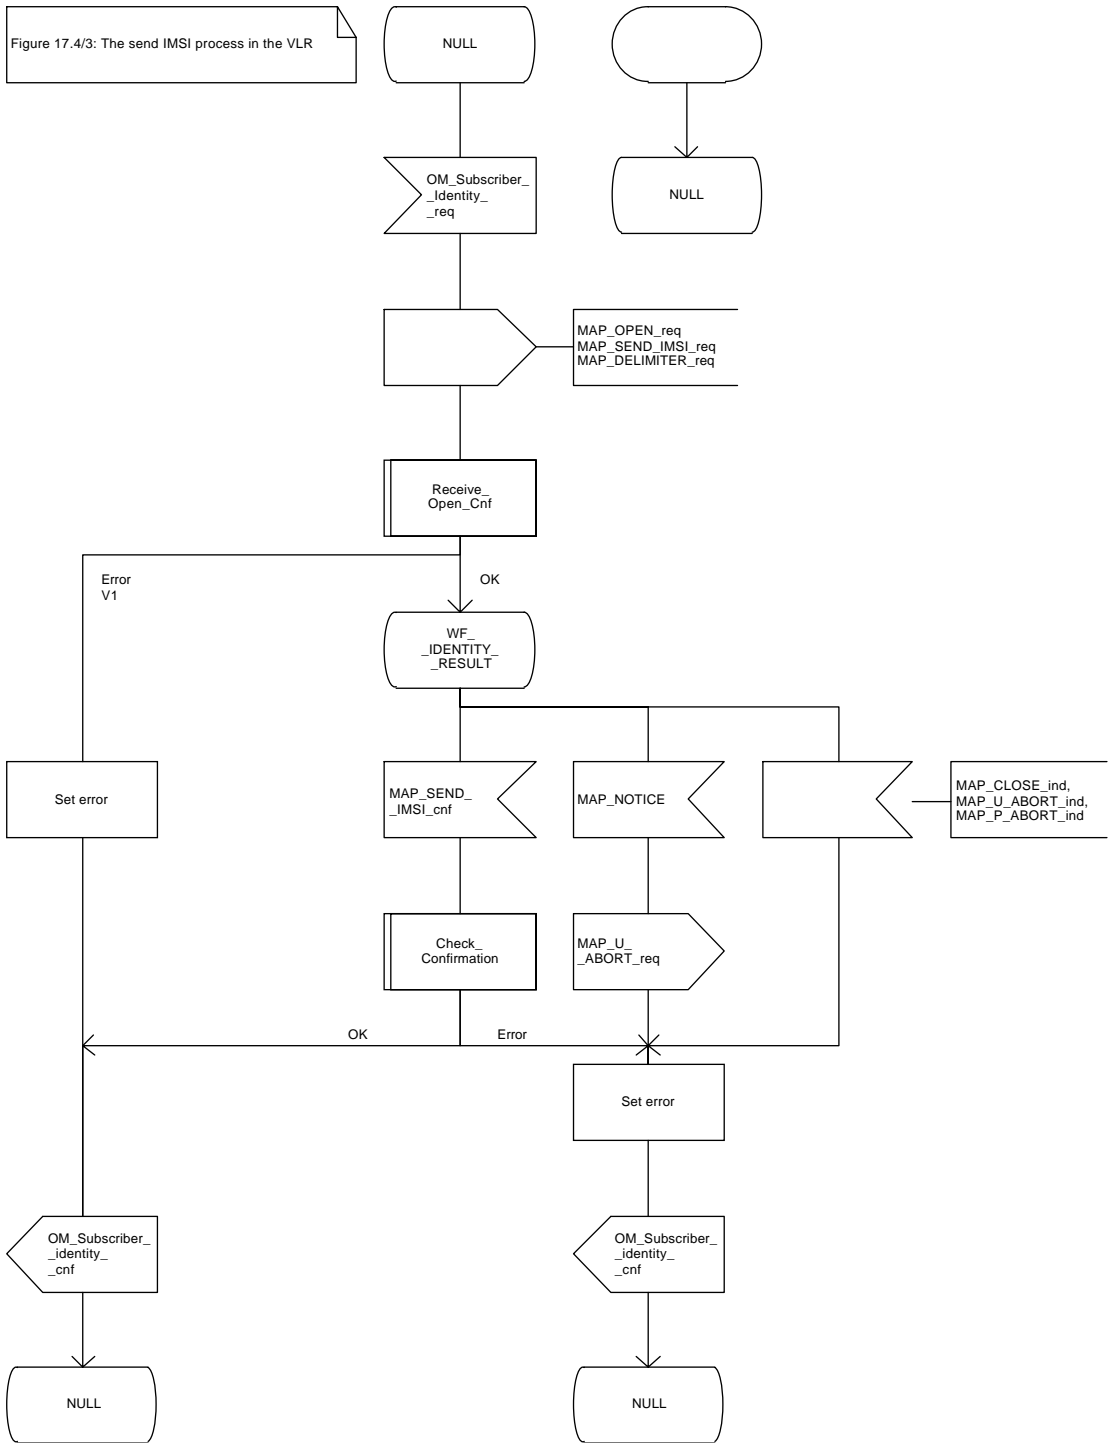 Figure 17.4/3: The send IMSI process in the VLR
NULL
OM_Subscriber_
_Identity_
_req
NULL
MAP_OPEN_req
MAP_SEND_IMSI_req
MAP_DELIMITER_req
Receive_
Open_Cnf
Error
V1
OK
WF_
_IDENTITY_
_RESULT
Set error
MAP_SEND_
_IMSI_cnf
MAP_NOTICE
MAP_CLOSE_ind,
MAP_U_ABORT_ind,
MAP_P_ABORT_ind
Check_
Confirmation
MAP_U_
_ABORT_req
OK
Error
Set error
OM_Subscriber_
_identity_
_cnf
OM_Subscriber_
_identity_
_cnf
NULL
NULL